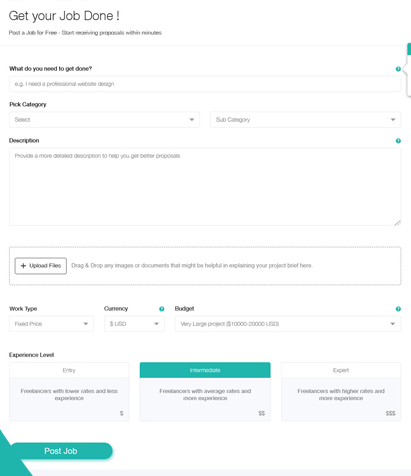 Get your Job Done !
Post a Job for Free - Start receiving proposals within minutes
What do you need to get done?
?
e.g. I need a professional website design
Pick Category
Select
Sub Category
Description
?
Provide a more detailed description to help you get better proposals
+ Upload Files
Drag & Drop any images or documents that might be helpful in explaining your project brief here.
Work Type
Currency
?
Budget
?
Fixed Price
$ USD
Very Large project ($10000-20000 USD)
Experience Level
Entry
Intermediate
Expert
Freelancers with lower rates and less
experience
$
Freelancers with average rates and
more experience
$$
Freelancers with higher rates and
more experience
$$$
Post Job